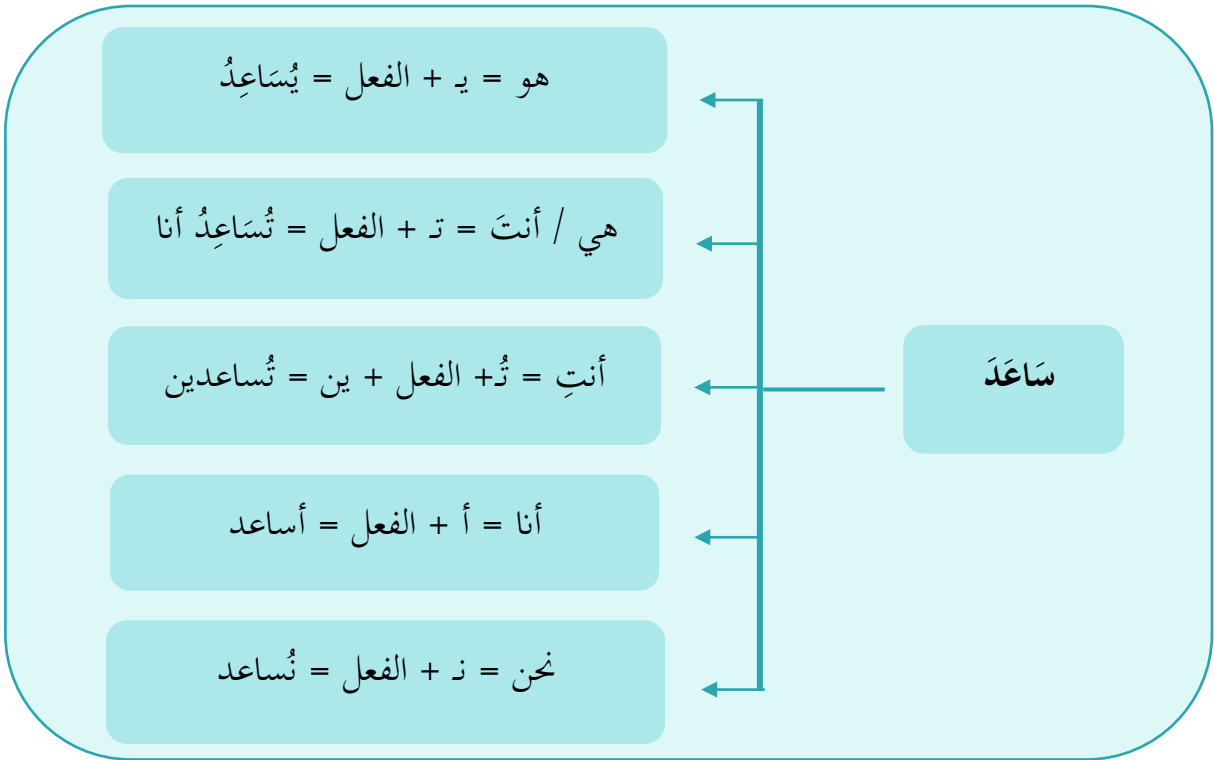 سَاعَدَ
هو = يـ + الفعل = يُسَاعِدُ
هي / أنتَ = تـ + الفعل = تُسَاعِدُ أنا
أنتِ = تُـ+ الفعل + ين = تُساعدين
أنا = أ + الفعل = أساعد
نحن = نـ + الفعل = نُساعد